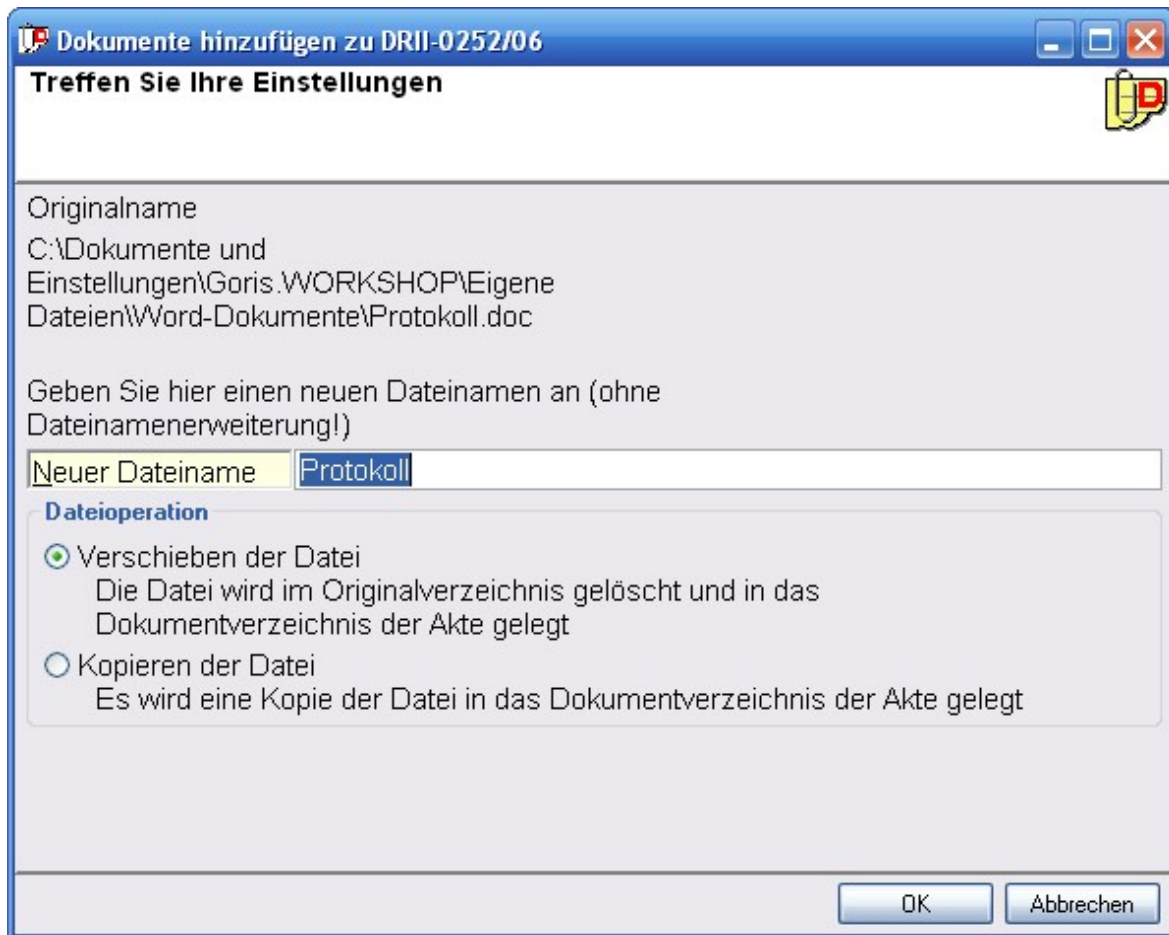 Dokumente hinzufügen zu DRII-0252/06
Treffen Sie Ihre Einstellungen
Originalname
C:\Dokumente und
Einstellungen\Goris.WORKSHOP\Eigene
Dateien\Word-Dokumente\Protokoll.doc
Geben Sie hier einen neuen Dateinamen an (ohne
Dateinamenerweiterung!)
Neuer Dateiname Protokoll
Dateioperation
Verschieben der Datei
Die Datei wird im Originalverzeichnis gelöscht und in das
Dokumentverzeichnis der Akte gelegt
Kopieren der Datei
Es wird eine Kopie der Datei in das Dokumentverzeichnis der Akte gelegt
OK Abbrechen